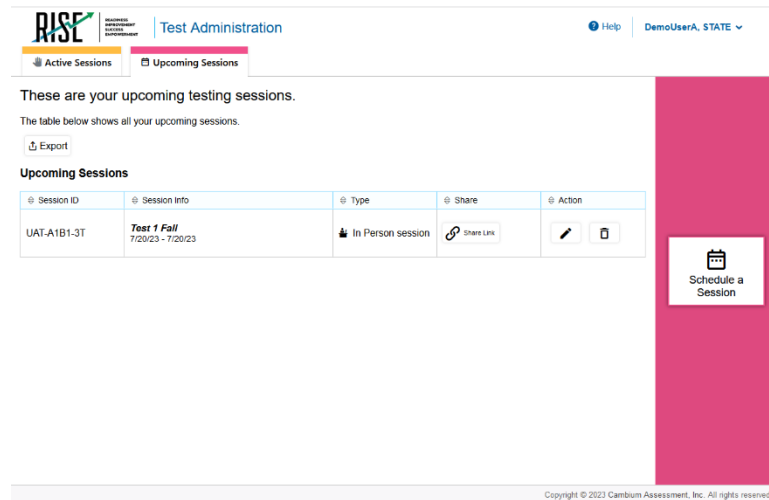 RISE
READINESS
IMPROVEMENT
SUCCESS
EMPOWERMENT
Test Administration
Help
DemoUserA, STATE
Active Sessions
Upcoming Sessions
These are your upcoming testing sessions.
The table below shows all your upcoming sessions.
Export
Upcoming Sessions
Session ID Session Info Type Share Action
UAT-A1B1-3T Test 1 Fall In Person session Share Link
7/20/23 - 7/20/23
Schedule a
Session
Copyright © 2023 Cambium Assessment, Inc. All rights reserved